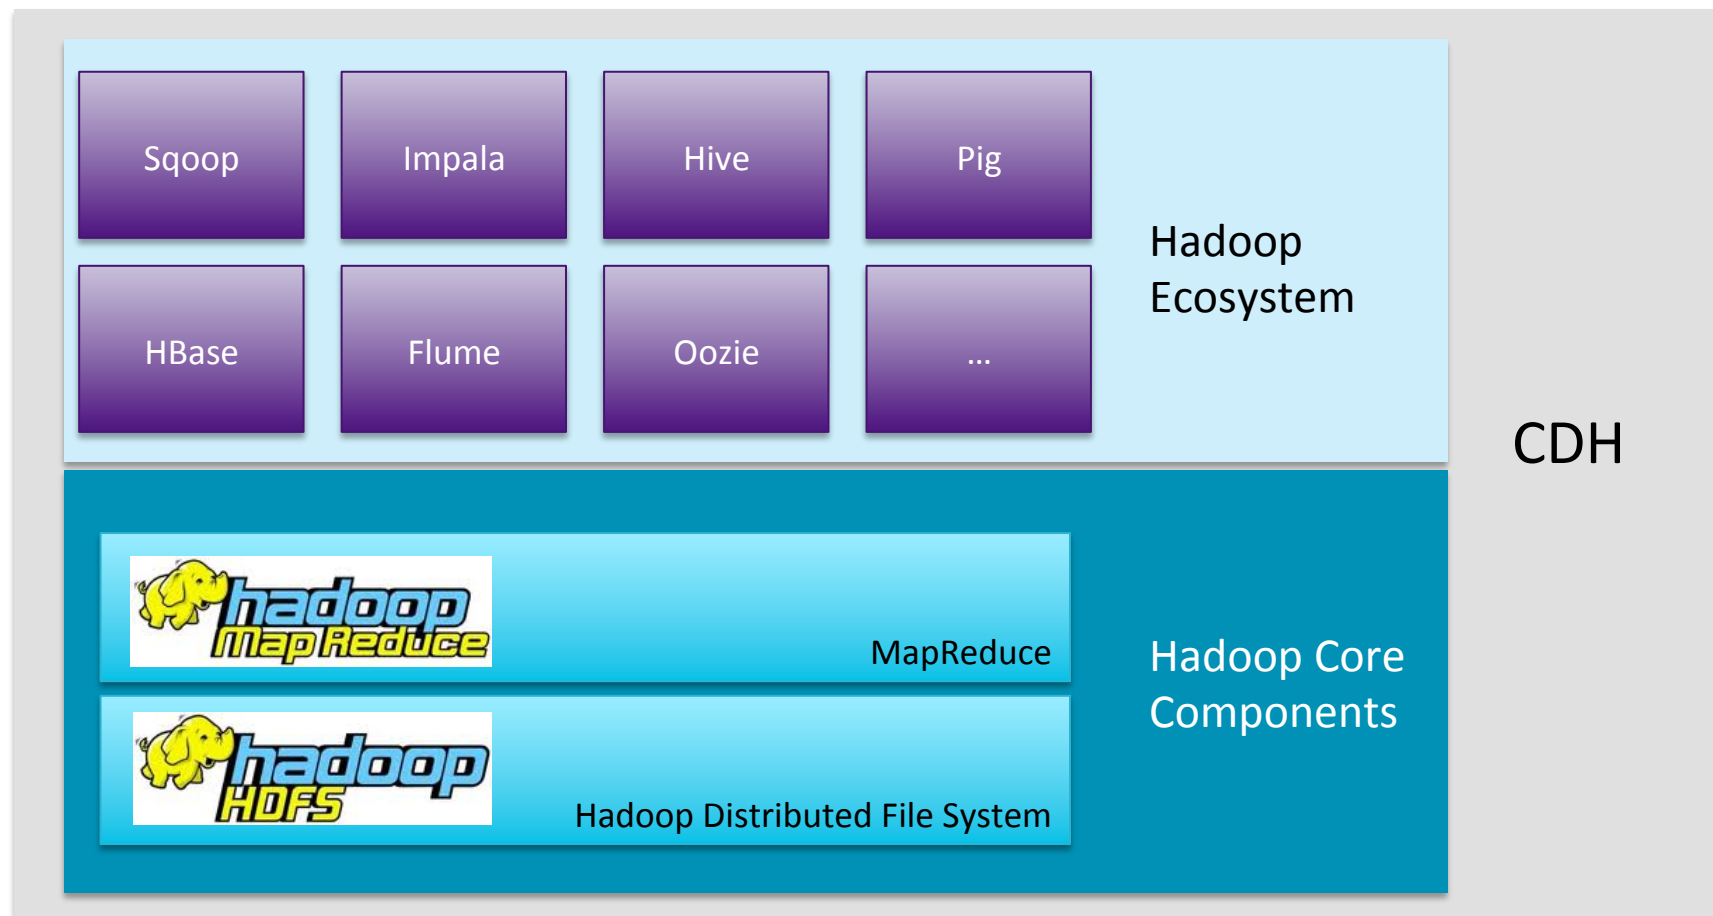 Sqoop
Impala
Hive
Pig
HBase
Flume
Oozie
...
Hadoop
Ecosystem
CDH
hadoop
Map Reduce
MapReduce
hadoop
HDFS
Hadoop Distributed File System
Hadoop Core
Components